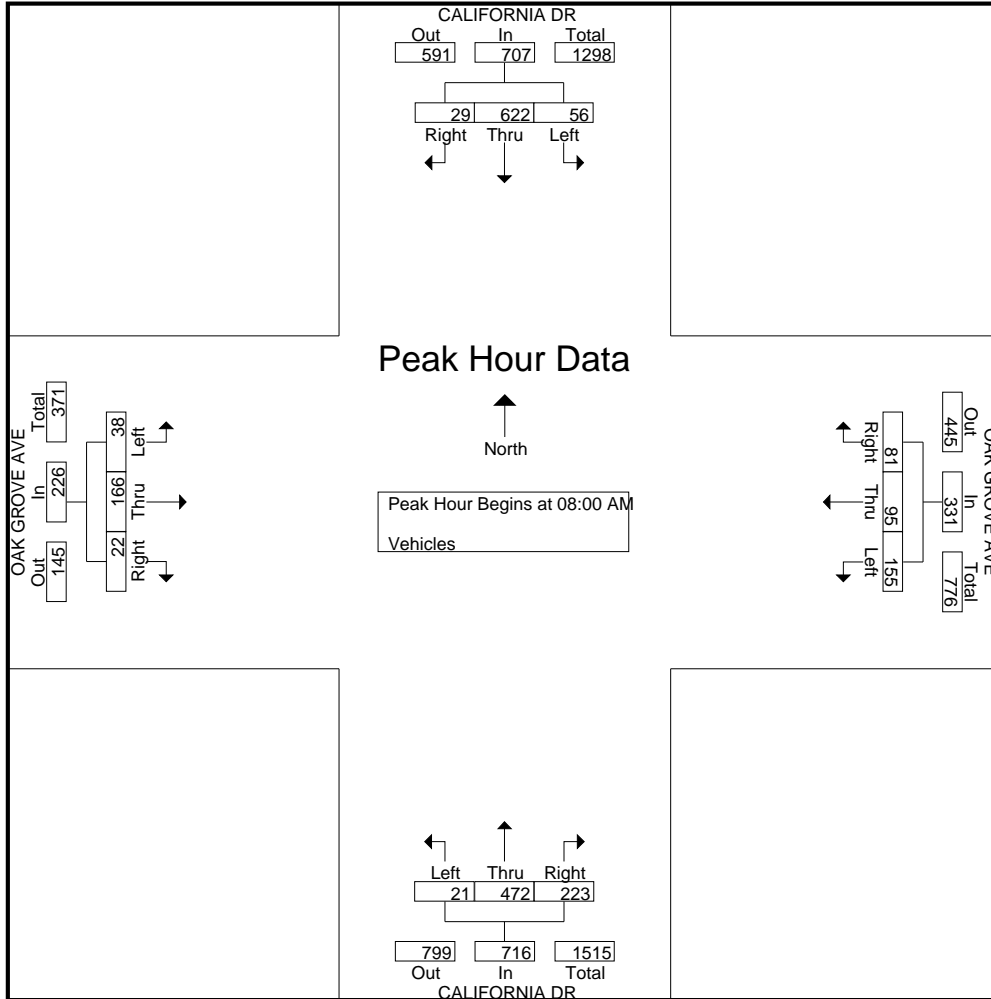 CALIFORNIA DR
Out In Total
591 707 1298
29 622 56
Right Thru Left
Peak Hour Data
North
Peak Hour Begins at 08:00 AM
Vehicles
OAK GROVE AVE
Out In Total
145 226 371
Right Thru Left
22 166 38
OAK GROVE AVE
Out In Total
445 331 776
Right Thru Left
81 95 155
Left Thru Right
21 472 223
799 716 1515
Out In Total
CALIFORNIA DR